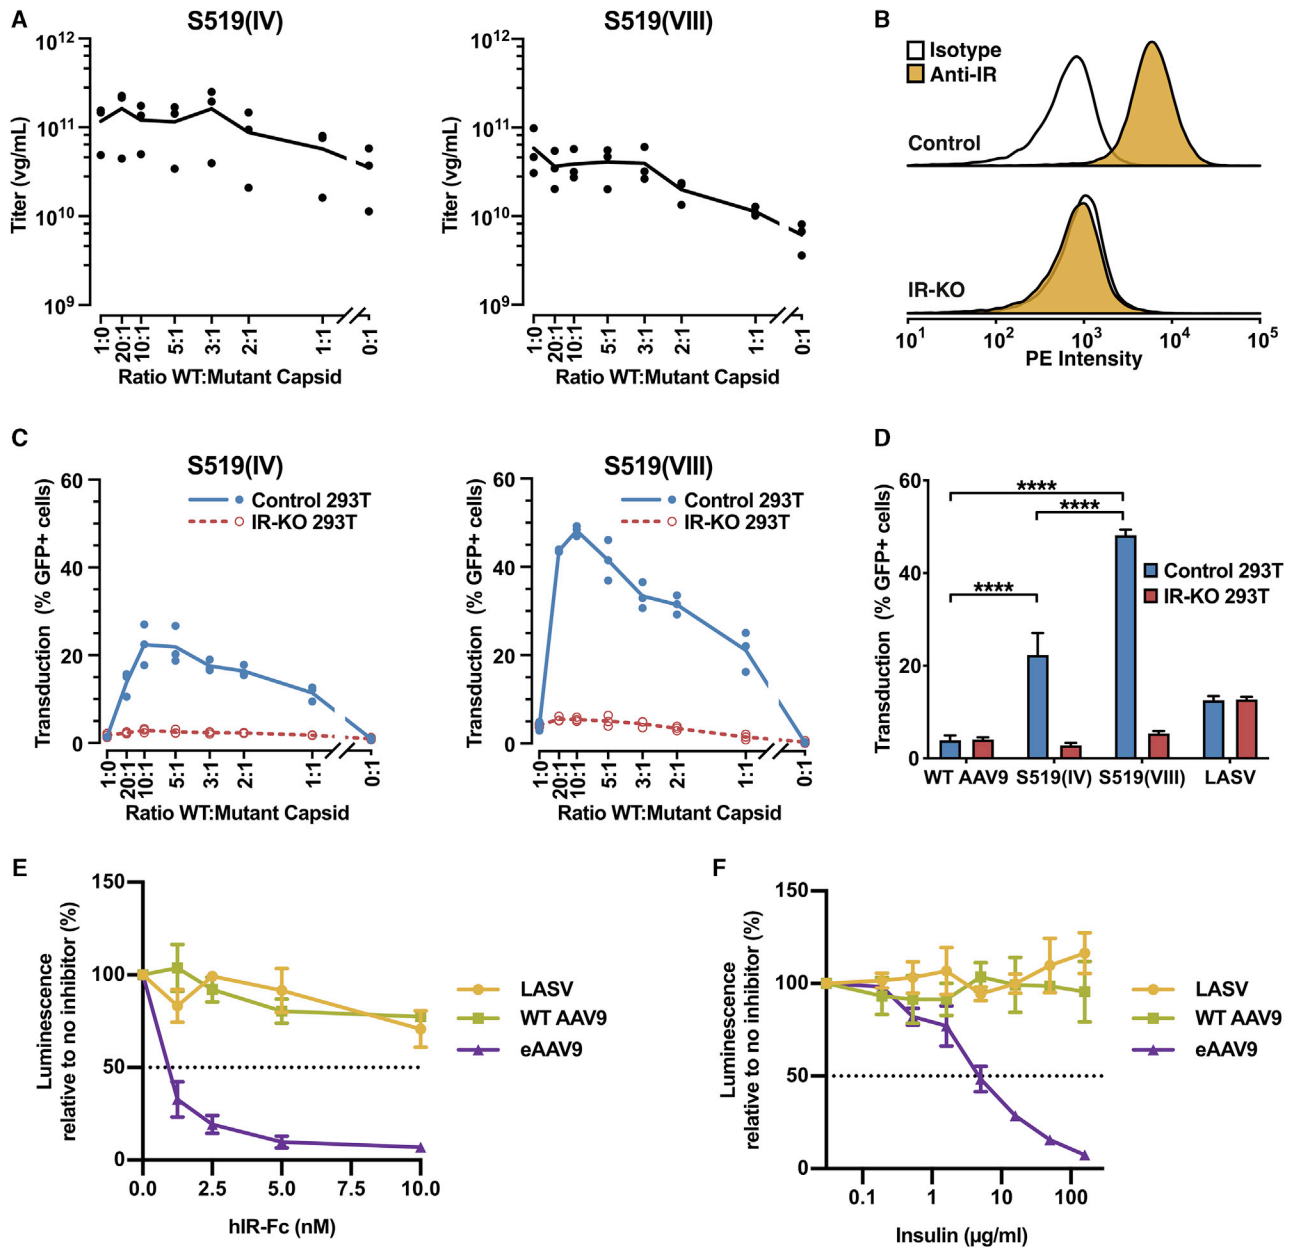 A
S519(IV)
Titer (vg/mL)
10¹²
10¹¹
10¹⁰
10⁹
1:0
20:1
10:1
5:1
3:1
2:1
1:1
0:1
Ratio WT:Mutant Capsid
S519(VIII)
Titer (vg/mL)
10¹²
10¹¹
10¹⁰
10⁹
1:0
20:1
10:1
5:1
3:1
2:1
1:1
0:1
Ratio WT:Mutant Capsid
B
Isotype
Anti-IR
Control
IR-KO
10¹ 10² 10³ 10⁴ 10⁵
PE Intensity
C
S519(IV)
Control 293T
IR-KO 293T
Transduction (% GFP+ cells)
60
40
20
0
1:0
20:1
10:1
5:1
3:1
2:1
1:1
0:1
Ratio WT:Mutant Capsid
S519(VIII)
Control 293T
IR-KO 293T
Transduction (% GFP+ cells)
60
40
20
0
1:0
20:1
10:1
5:1
3:1
2:1
1:1
0:1
Ratio WT:Mutant Capsid
D
Transduction (% GFP+ cells)
60
40
20
0
****
****
****
Control 293T
IR-KO 293T
WT AAV9 S519(IV) S519(VIII) LASV
E
Luminescence
relative to no inhibitor (%)
150
100
50
0
0.0 2.5 5.0 7.5 10.0
hIR-Fc (nM)
LASV
WT AAV9
eAAV9
F
Luminescence
relative to no inhibitor (%)
150
100
50
0
0.1 1 10 100
Insulin (µg/ml)
LASV
WT AAV9
eAAV9